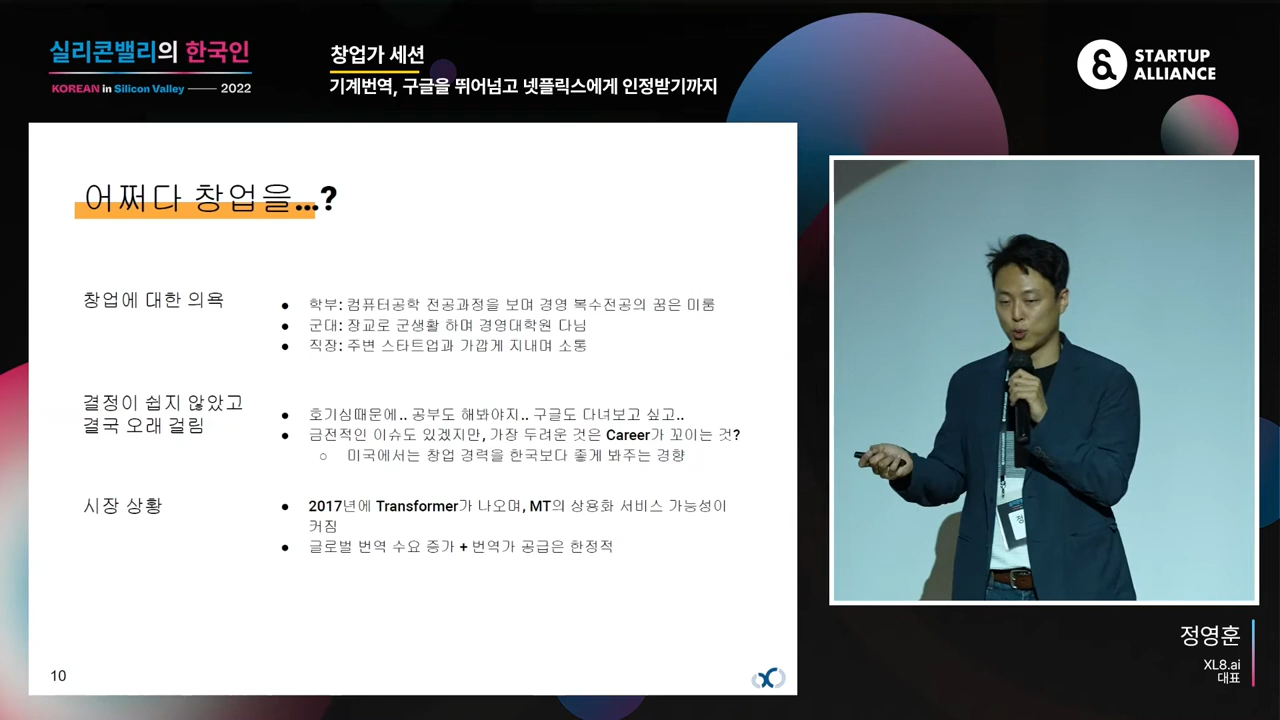 실리콘밸리의 한국인
KOREAN in Silicon Valley 2022
창업가 세션
기계번역, 구글을 뛰어넘고 넷플릭스에게 인정받기까지
STARTUP
ALLIANCE
어쩌다 창업을...?
창업에 대한 의욕
● 학부: 컴퓨터공학 전공과정을 보며 경영 복수전공의 꿈은 미룸
● 군대: 장교로 군생활 하며 경영대학원 다님
● 직장: 주변 스타트업과 가깝게 지내며 소통
결정이 쉽지 않았고
결국 오래 걸림
● 호기심때문에.. 공부도 해봐야지.. 구글도 다녀보고 싶고..
● 금전적인 이슈도 있겠지만, 가장 두려운 것은 Career가 꼬이는 것?
○ 미국에서는 창업 경력을 한국보다 좋게 봐주는 경향
시장 상황
● 2017년에 Transformer가 나오며, MT의 상용화 서비스 가능성이
커짐
● 글로벌 번역 수요 증가 + 번역가 공급은 한정적
10
정
정영훈
XL8.ai
대표